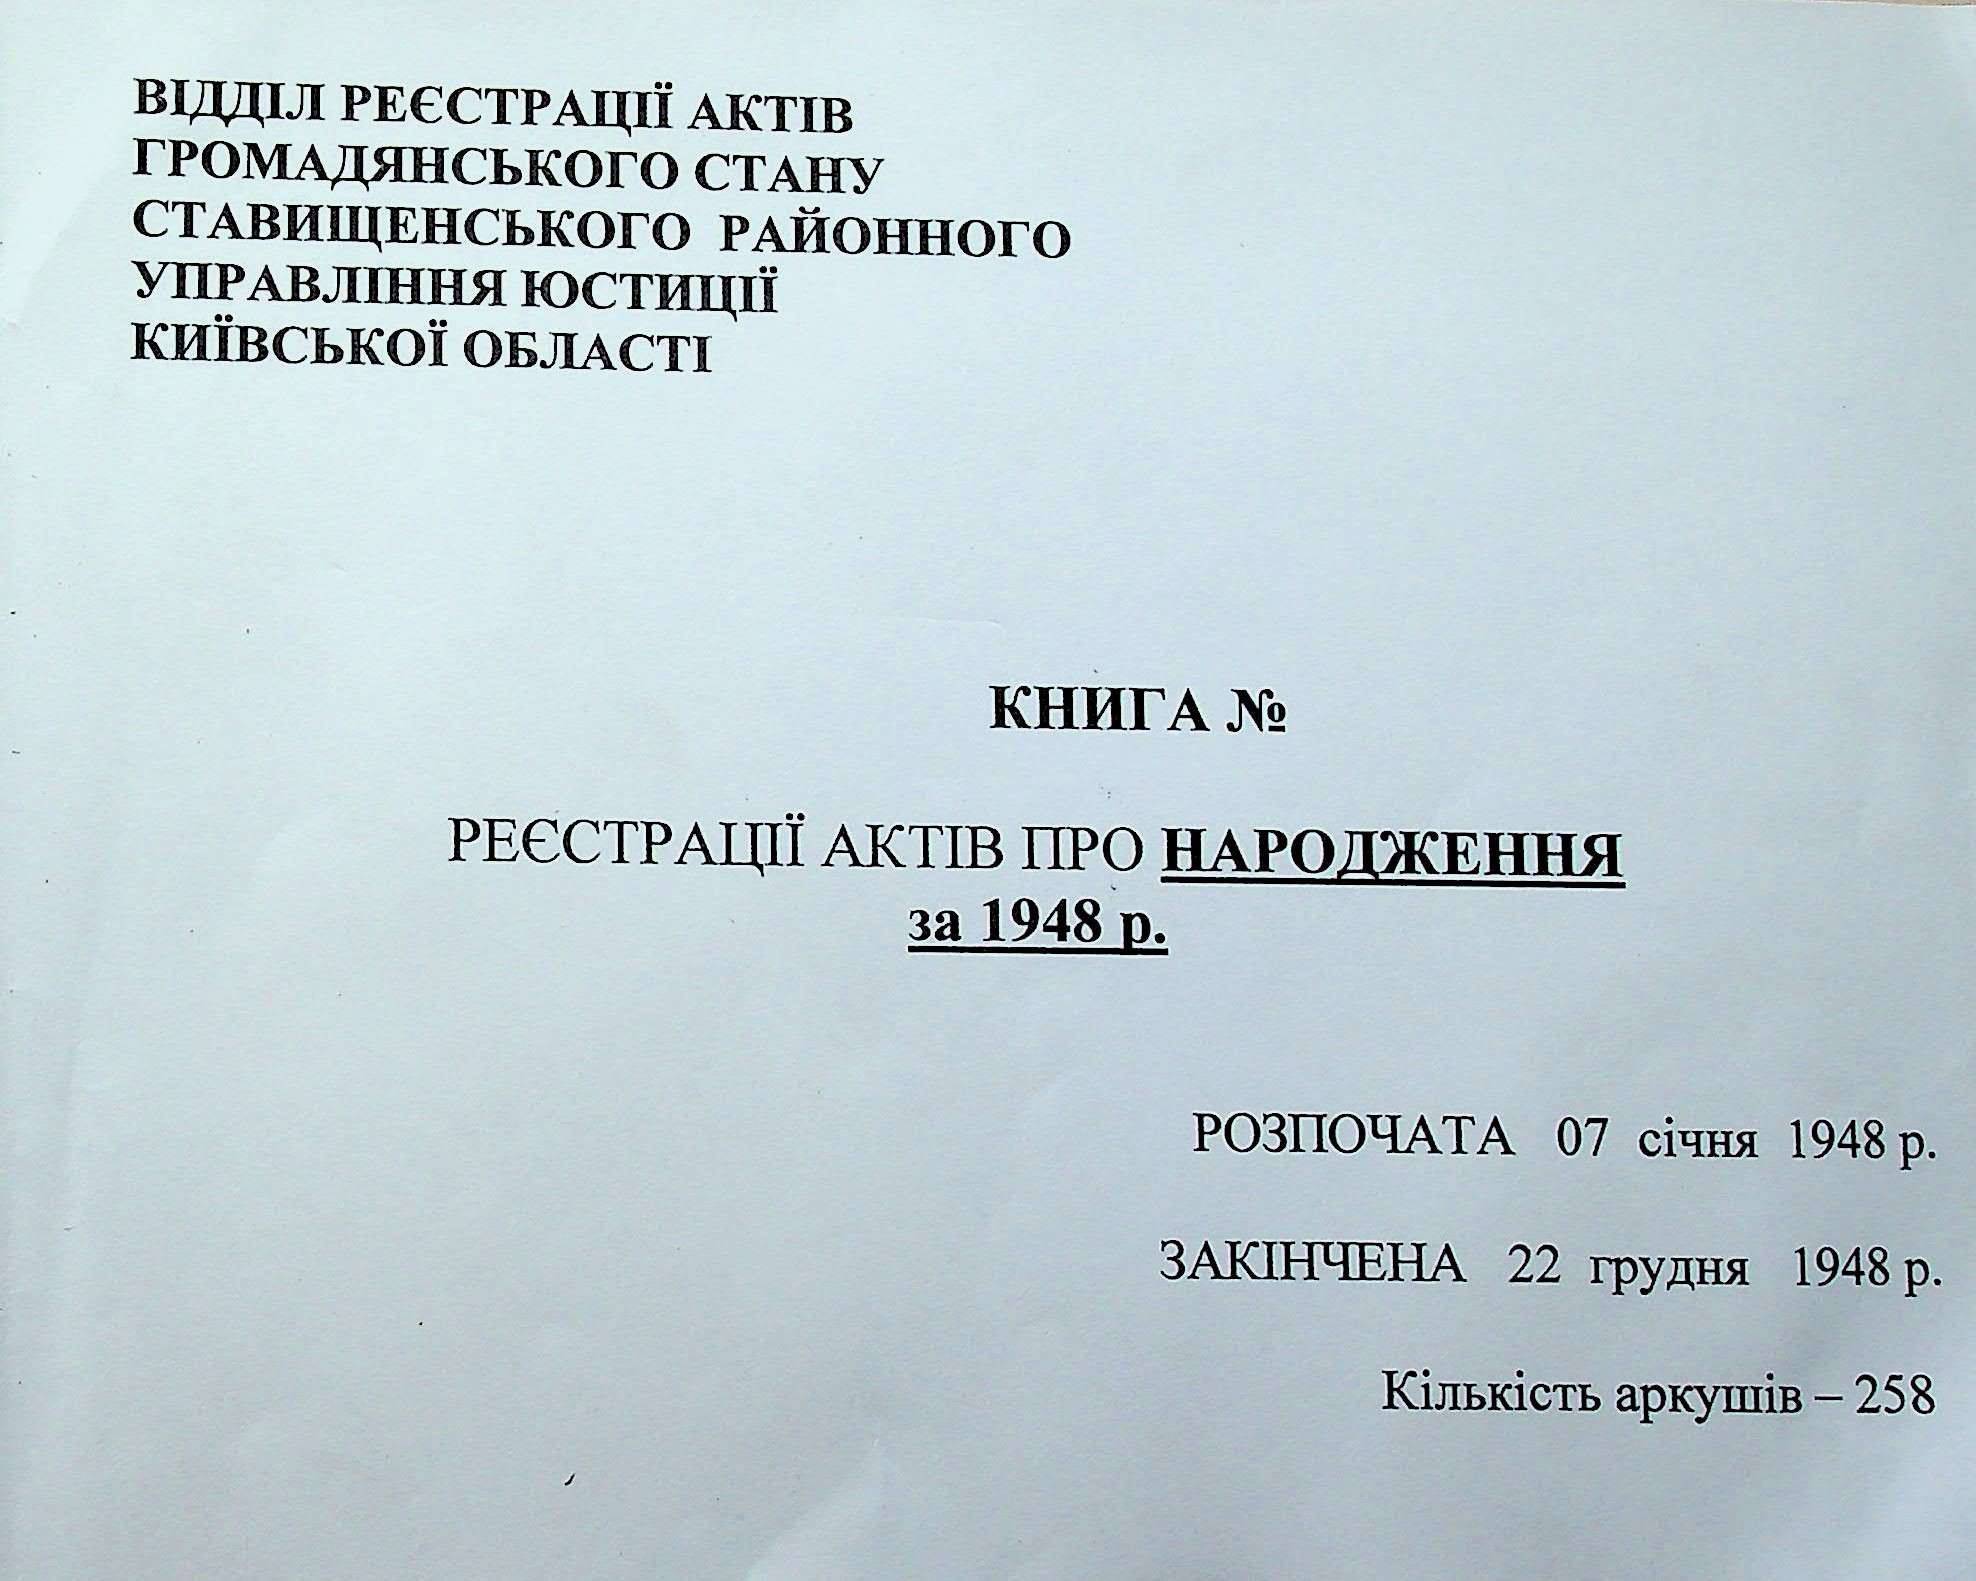 ВІДДІЛ РЕЄСТРАЦІЇ АКТІВ
ГРОМАДЯНСЬКОГО СТАНУ
СТАВИЩЕНСЬКОГО РАЙОННОГО
УПРАВЛІННЯ ЮСТИЦІЇ
КИЇВСЬКОЇ ОБЛАСТІ
КНИГА №
РЕЄСТРАЦІЇ АКТІВ ПРО НАРОДЖЕННЯ
за 1948 р.
РОЗПОЧАТА 07 січня 1948 р.
ЗАКІНЧЕНА 22 грудня 1948 р.
Кількість аркушів – 258